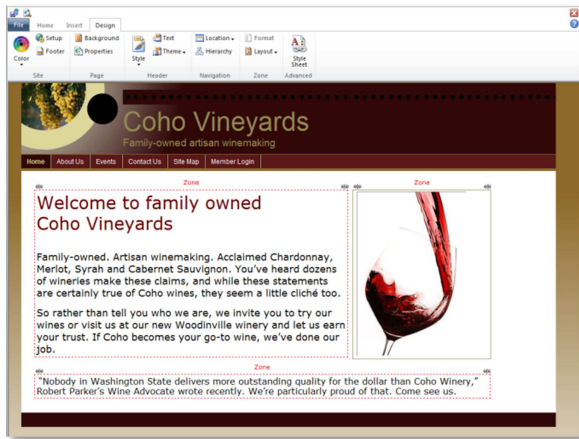 File Home Insert Design
Setup Background Text Location Format
Color Footer Properties Style Theme Hierarchy Layout Style Sheet
Site Page Header Navigation Zone Advanced
Coho Vineyards
Family-owned artisan winemaking
Home About Us Events Contact Us Site Map Member Login
Zone Zone
Welcome to family owned
Coho Vineyards
Family-owned. Artisan winemaking. Acclaimed Chardonnay,
Merlot, Syrah and Cabernet Sauvignon. You’ve heard dozens
of wineries make these claims, and while these statements
are certainly true of Coho wines, they seem a little cliché too.
So rather than tell you who we are, we invite you to try our
wines or visit us at our new Woodinville winery and let us earn
your trust. If Coho becomes your go-to wine, we’ve done our
job.
Zone
“Nobody in Washington State delivers more outstanding quality for the dollar than Coho Winery,”
Robert Parker’s Wine Advocate wrote recently. We’re particularly proud of that. Come see us.